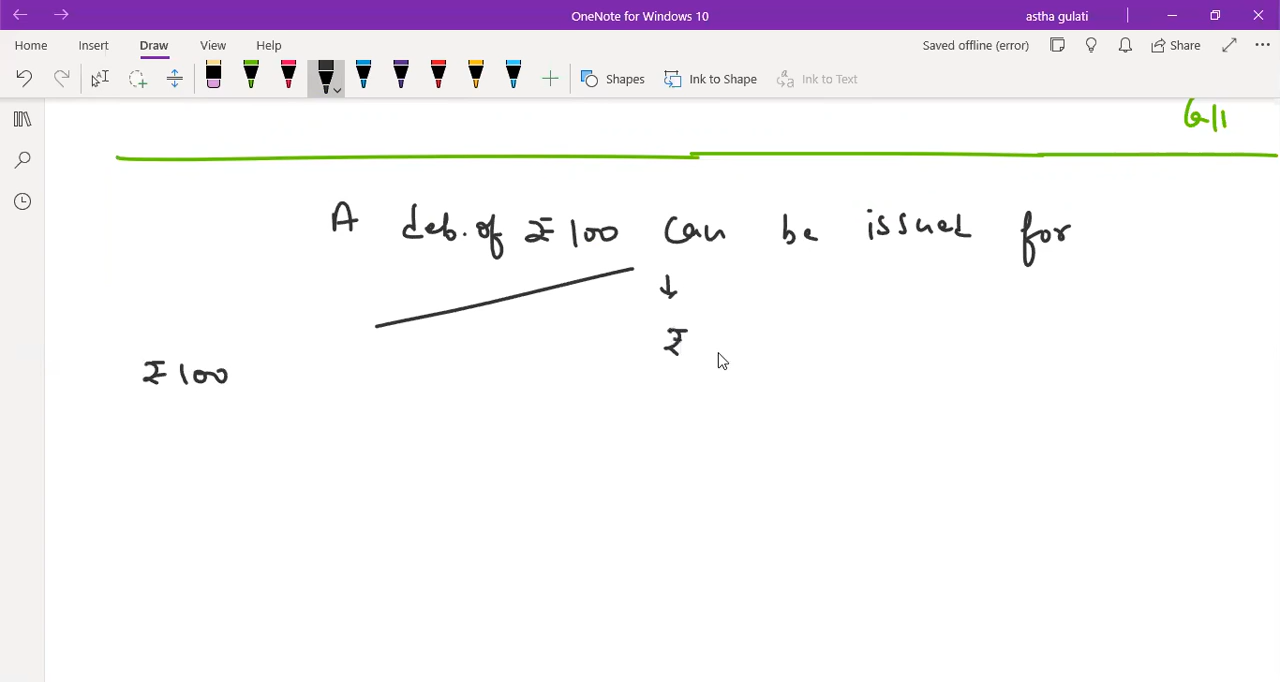 OneNote for Windows 10
astha gulati
Home Insert Draw View Help
Saved offline (error) Share
Shapes Ink to Shape Ink to Text
A deb. of ₹ 100 can be issued for
₹
₹ 100